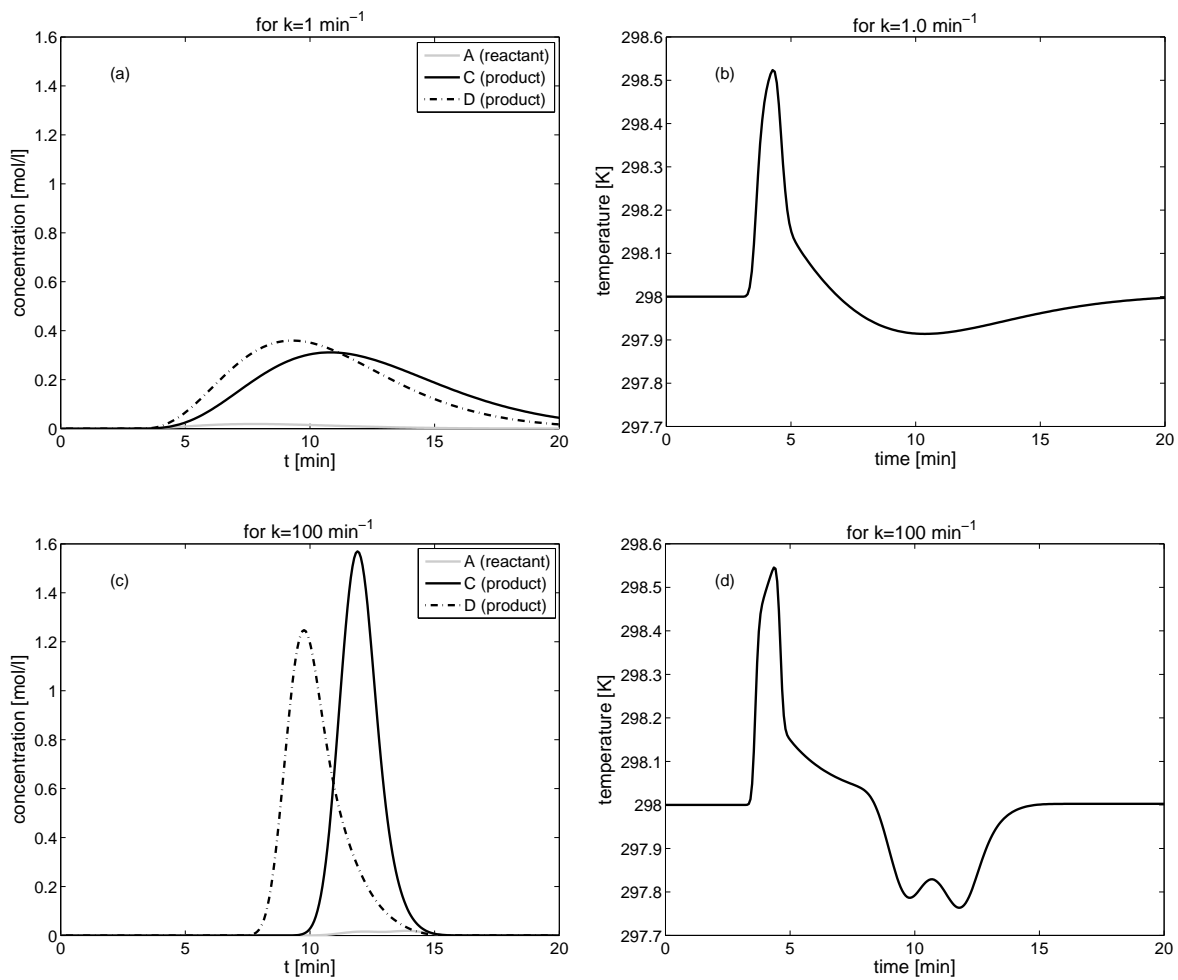 for k=1 min⁻¹
1.6
1.4
1.2
1
0.8
0.6
0.4
0.2
0
concentration [mol/l]
(a)
A (reactant)
C (product)
D (product)
0 5 10 15 20
t [min]
for k=1.0 min⁻¹
298.6
298.5
298.4
298.3
298.2
298.1
298
297.9
297.8
297.7
temperature [K]
(b)
0 5 10 15 20
time [min]
for k=100 min⁻¹
1.6
1.4
1.2
1
0.8
0.6
0.4
0.2
0
concentration [mol/l]
(c)
A (reactant)
C (product)
D (product)
0 5 10 15 20
t [min]
for k=100 min⁻¹
298.6
298.5
298.4
298.3
298.2
298.1
298
297.9
297.8
297.7
temperature [K]
(d)
0 5 10 15 20
time [min]